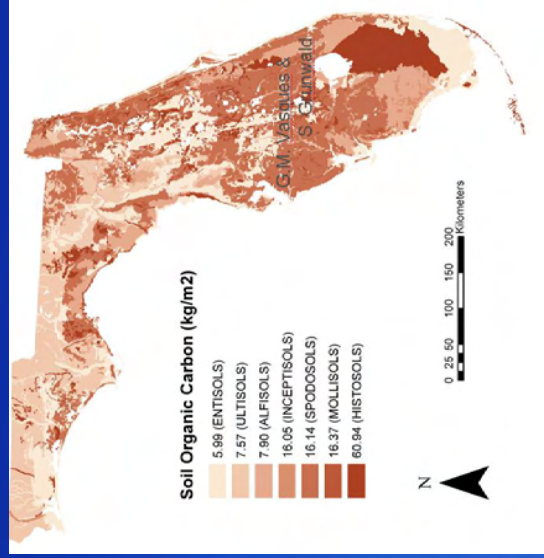 G.M. Vasques &
S. Grunwald
Soil Organic Carbon (kg/m2)
5.99 (ENTISOLS)
7.57 (ULTISOLS)
7.90 (ALFISOLS)
16.05 (INCEPTISOLS)
16.14 (SPODOSOLS)
16.37 (MOLLISOLS)
60.94 (HISTOSOLS)
N
0 25 50 100 150 200
Kilometers